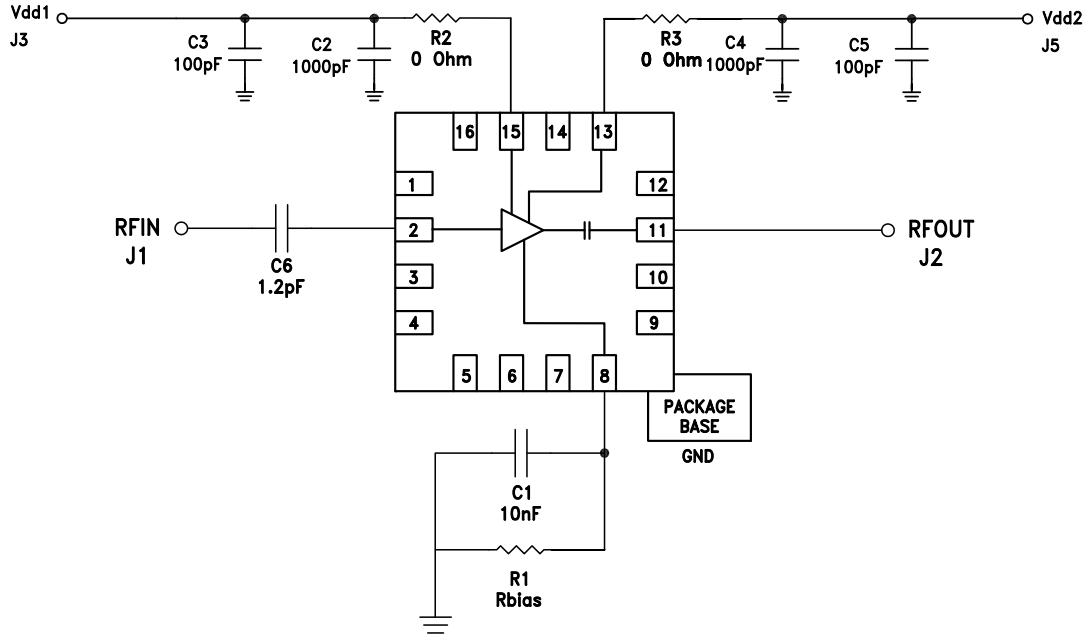 Vdd1
J3
C3
100pF
C2
1000pF
R2
0 Ohm
R3
0 Ohm
C4
1000pF
C5
100pF
Vdd2
J5
16
15
14
13
1
2
3
4
12
11
10
9
5
6
7
8
RFIN
J1
C6
1.2pF
RFOUT
J2
PACKAGE
BASE
GND
C1
10nF
R1
Rbias